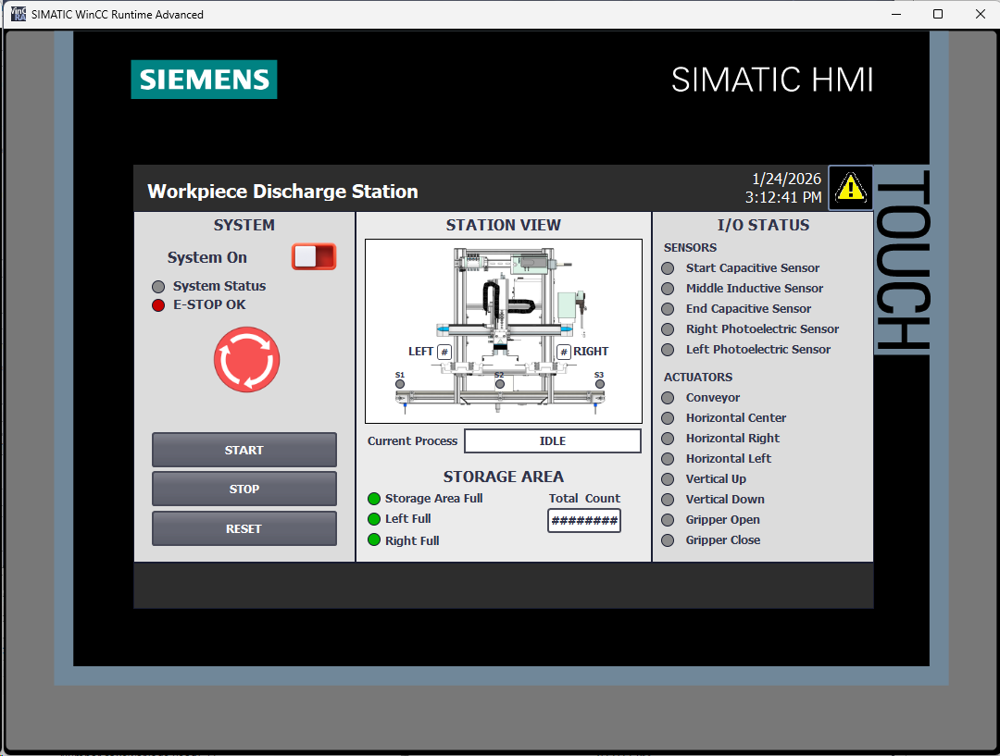 SIMATIC WinCC Runtime Advanced
SIEMENS
SIMATIC HMI
TOUCH
Workpiece Discharge Station
1/24/2026
3:12:41 PM
SYSTEM
System On
System Status
E-STOP OK
START
STOP
RESET
STATION VIEW
LEFT #
# RIGHT
S1
S2
S3
Current Process IDLE
STORAGE AREA
Storage Area Full
Left Full
Right Full
Total Count
########
I/O STATUS
SENSORS
Start Capacitive Sensor
Middle Inductive Sensor
End Capacitive Sensor
Right Photoelectric Sensor
Left Photoelectric Sensor
ACTUATORS
Conveyor
Horizontal Center
Horizontal Right
Horizontal Left
Vertical Up
Vertical Down
Gripper Open
Gripper Close